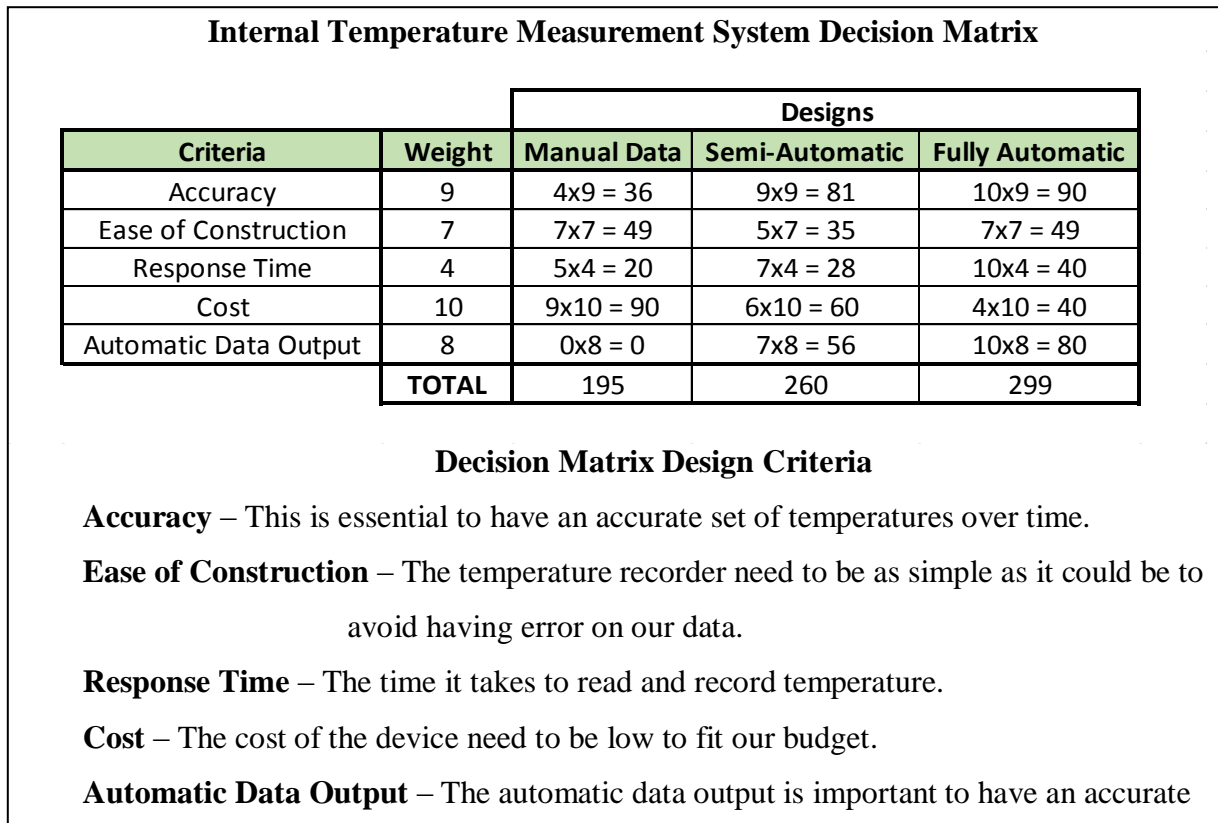 Internal Temperature Measurement System Decision Matrix
Designs
Criteria Weight Manual Data Semi-Automatic Fully Automatic
Accuracy 9 4x9 = 36 9x9 = 81 10x9 = 90
Ease of Construction 7 7x7 = 49 5x7 = 35 7x7 = 49
Response Time 4 5x4 = 20 7x4 = 28 10x4 = 40
Cost 10 9x10 = 90 6x10 = 60 4x10 = 40
Automatic Data Output 8 0x8 = 0 7x8 = 56 10x8 = 80
TOTAL 195 260 299
Decision Matrix Design Criteria
Accuracy – This is essential to have an accurate set of temperatures over time.
Ease of Construction – The temperature recorder need to be as simple as it could be to
avoid having error on our data.
Response Time – The time it takes to read and record temperature.
Cost – The cost of the device need to be low to fit our budget.
Automatic Data Output – The automatic data output is important to have an accurate